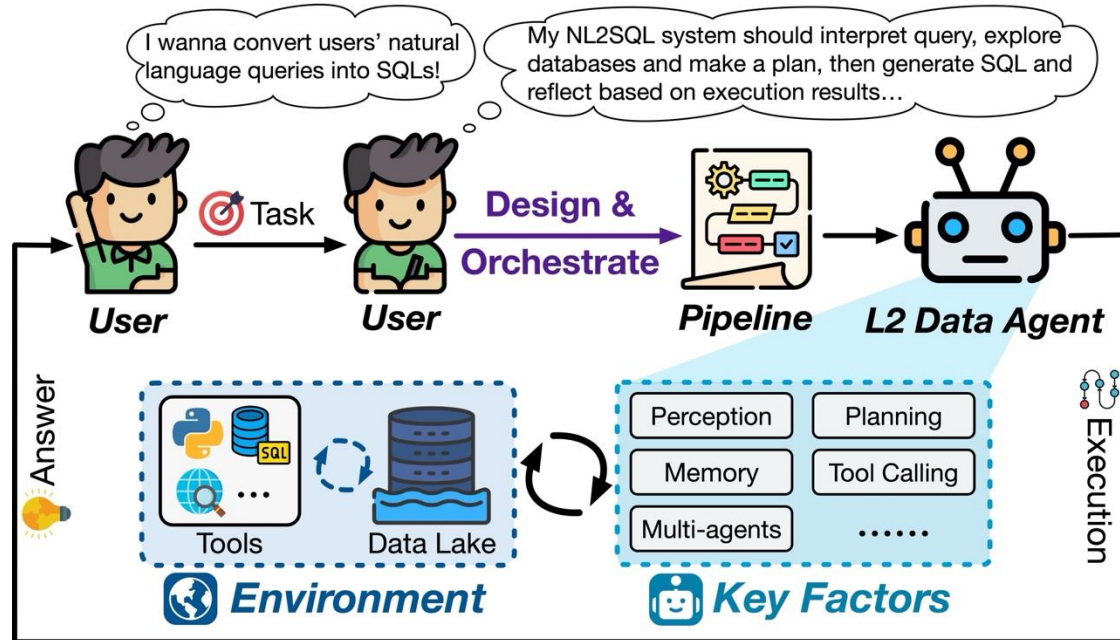 I wanna convert users’ natural
language queries into SQLs!
My NL2SQL system should interpret query, explore
databases and make a plan, then generate SQL and
reflect based on execution results…
Task
Design &
Orchestrate
User
User
Pipeline
L2 Data Agent
Answer
SQL
...
Tools
Data Lake
Environment
Perception
Planning
Memory
Tool Calling
Multi-agents
......
Key Factors
Execution